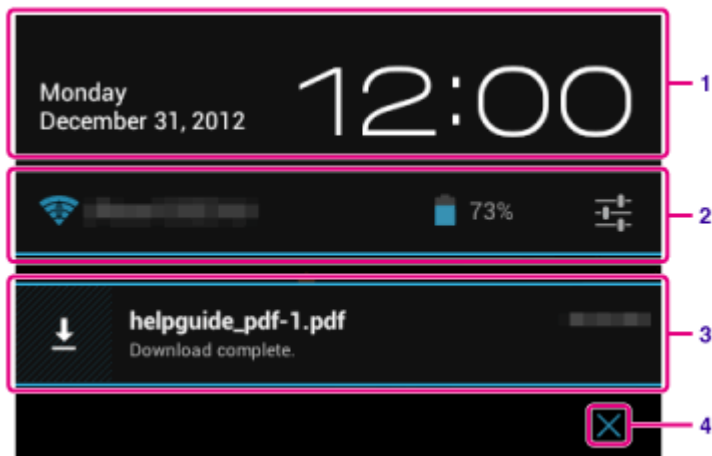 Monday
December 31, 2012
12:00
1
73%
2
helpguide_pdf-1.pdf
Download complete.
3
4